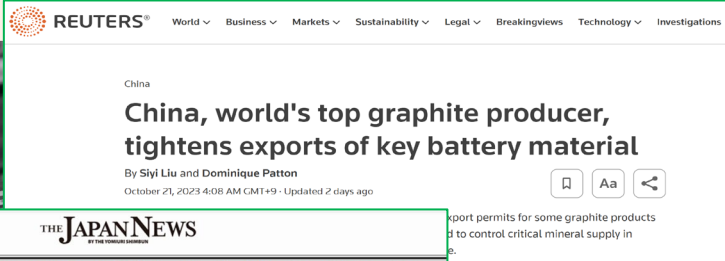 REUTERS®
World Business Markets Sustainability Legal Breakingviews Technology Investigations
China
China, world's top graphite producer,
tightens exports of key battery material
By Siyi Liu and Dominique Patton
October 21, 2023 4:08 AM GMT+9 · Updated 2 days ago
Aa
export permits for some graphite products
d to control critical mineral supply in
e.
THE JAPAN NEWS
BY THE YOMIURI SHIMBUN